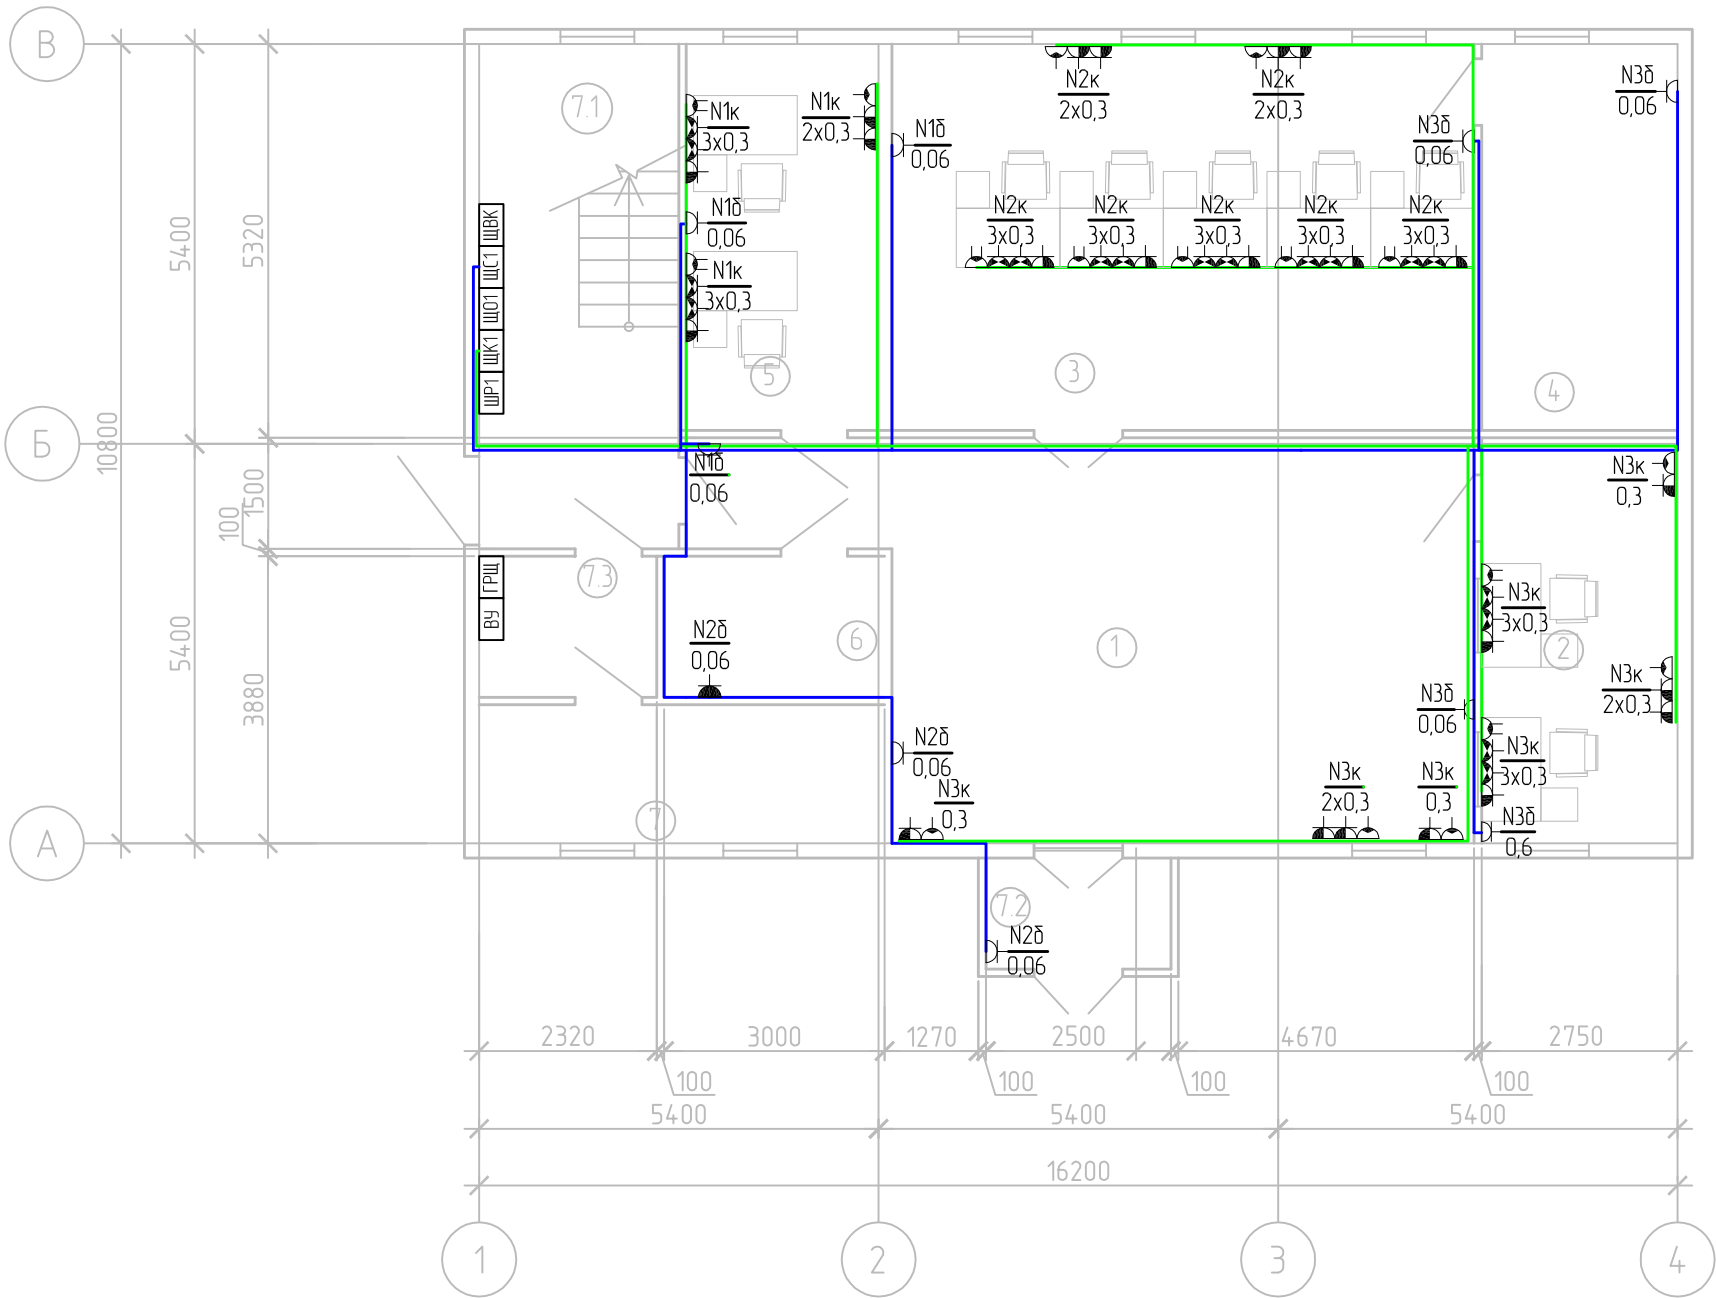 В
7.1
N1к
3х0,3
N1к
2х0,3
N1б
0,06
N2к
2х0,3
N2к
2х0,3
N3б
0,06
N3б
0,06
N1б
0,06
N1к
3х0,3
N2к
3х0,3
N2к
3х0,3
N2к
3х0,3
N2к
3х0,3
N2к
3х0,3
ЩВК
ЩС1
ЩО1
ЩК1
ЩР1
5400
5320
10800
5
3
4
Б
N1б
0,06
1500
100
N3к
0,3
ГРЩ
ВУ
7.3
6
1
2
N2б
0,06
N3к
3х0,3
N3к
2х0,3
N3б
0,06
5400
3880
N2б
0,06
N3к
0,3
N3к
2х0,3
N3к
0,3
N3к
3х0,3
N3б
0,6
7
А
7.2
N2б
0,06
2320
3000
1270
2500
4670
2750
100
100
100
100
5400
5400
5400
16200
1
2
3
4